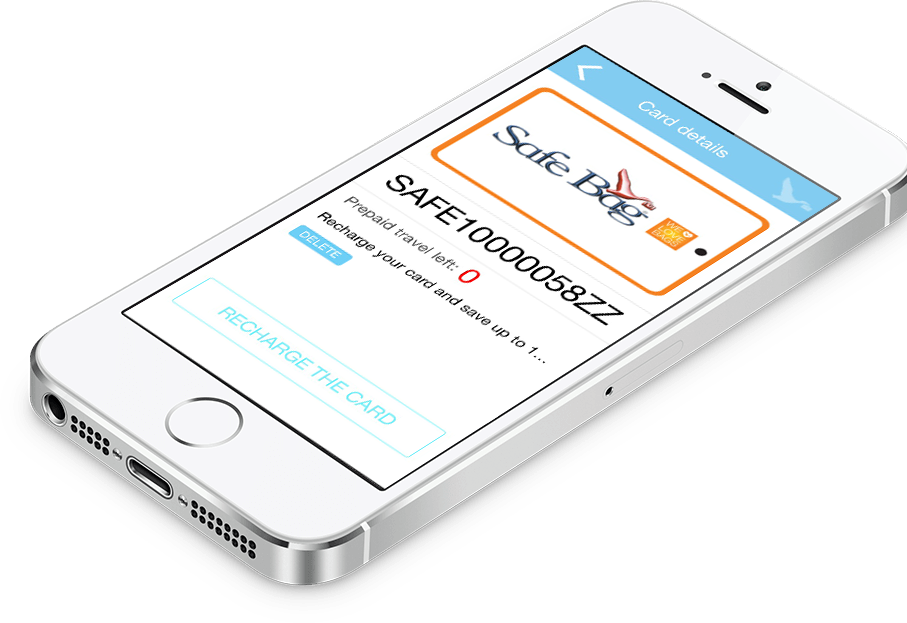 Card details
Safe Bag
WE
LOVE
BAGS
SAFE10000058ZZ
Prepaid travel left: 0
Recharge your card and save up to 1...
DELETE
RECHARGE THE CARD